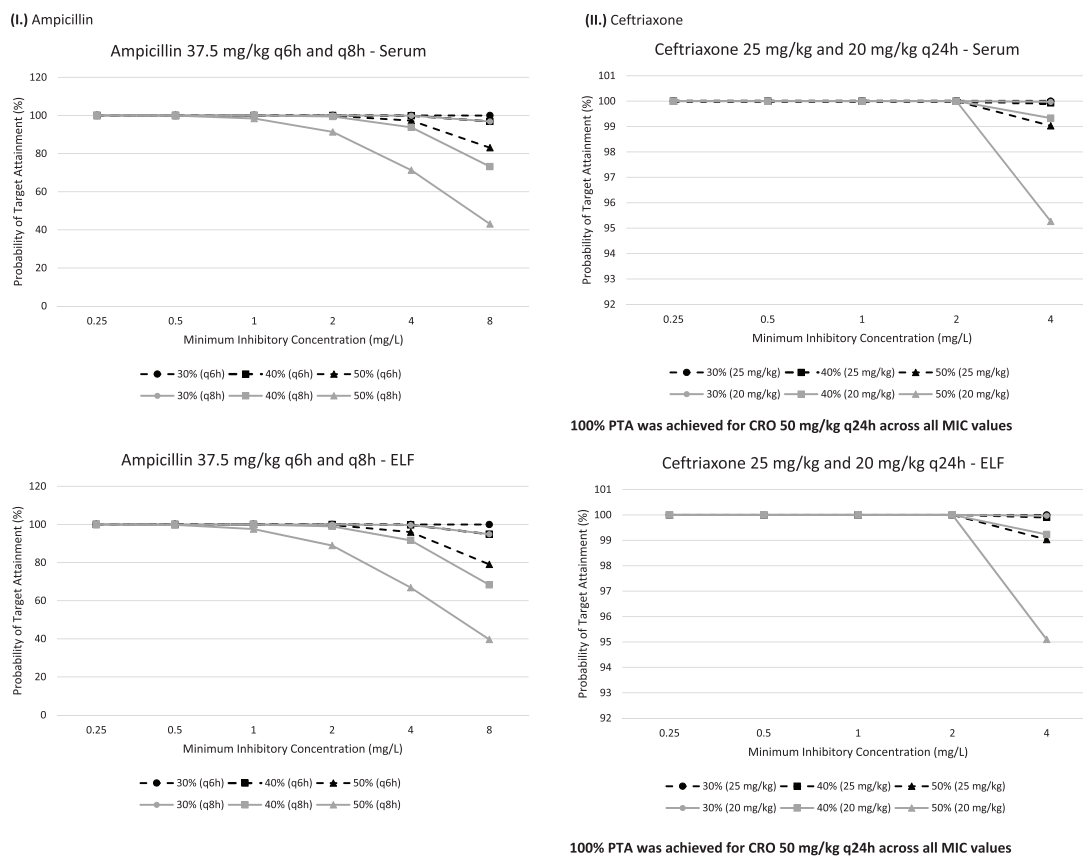 (I.) Ampicillin
Ampicillin 37.5 mg/kg q6h and q8h - Serum
Probability of Target Attainment (%)
120
100
80
60
40
20
0
0.25 0.5 1 2 4 8
Minimum Inhibitory Concentration (mg/L)
30% (q6h) 40% (q6h) 50% (q6h)
30% (q8h) 40% (q8h) 50% (q8h)
(II.) Ceftriaxone
Ceftriaxone 25 mg/kg and 20 mg/kg q24h - Serum
Probability of Target Attainment (%)
101
100
99
98
97
96
95
94
93
92
0.25 0.5 1 2 4
Minimum Inhibitory Concentration (mg/L)
30% (25 mg/kg) 40% (25 mg/kg) 50% (25 mg/kg)
30% (20 mg/kg) 40% (20 mg/kg) 50% (20 mg/kg)
100% PTA was achieved for CRO 50 mg/kg q24h across all MIC values
Ampicillin 37.5 mg/kg q6h and q8h - ELF
Probability of Target Attainment (%)
120
100
80
60
40
20
0
0.25 0.5 1 2 4 8
Minimum Inhibitory Concentration (mg/L)
30% (q6h) 40% (q6h) 50% (q6h)
30% (q8h) 40% (q8h) 50% (q8h)
Ceftriaxone 25 mg/kg and 20 mg/kg q24h - ELF
Probability of Target Attainment (%)
101
100
99
98
97
96
95
94
93
92
0.25 0.5 1 2 4
Minimum Inhibitory Concentration (mg/L)
30% (25 mg/kg) 40% (25 mg/kg) 50% (25 mg/kg)
30% (20 mg/kg) 40% (20 mg/kg) 50% (20 mg/kg)
100% PTA was achieved for CRO 50 mg/kg q24h across all MIC values